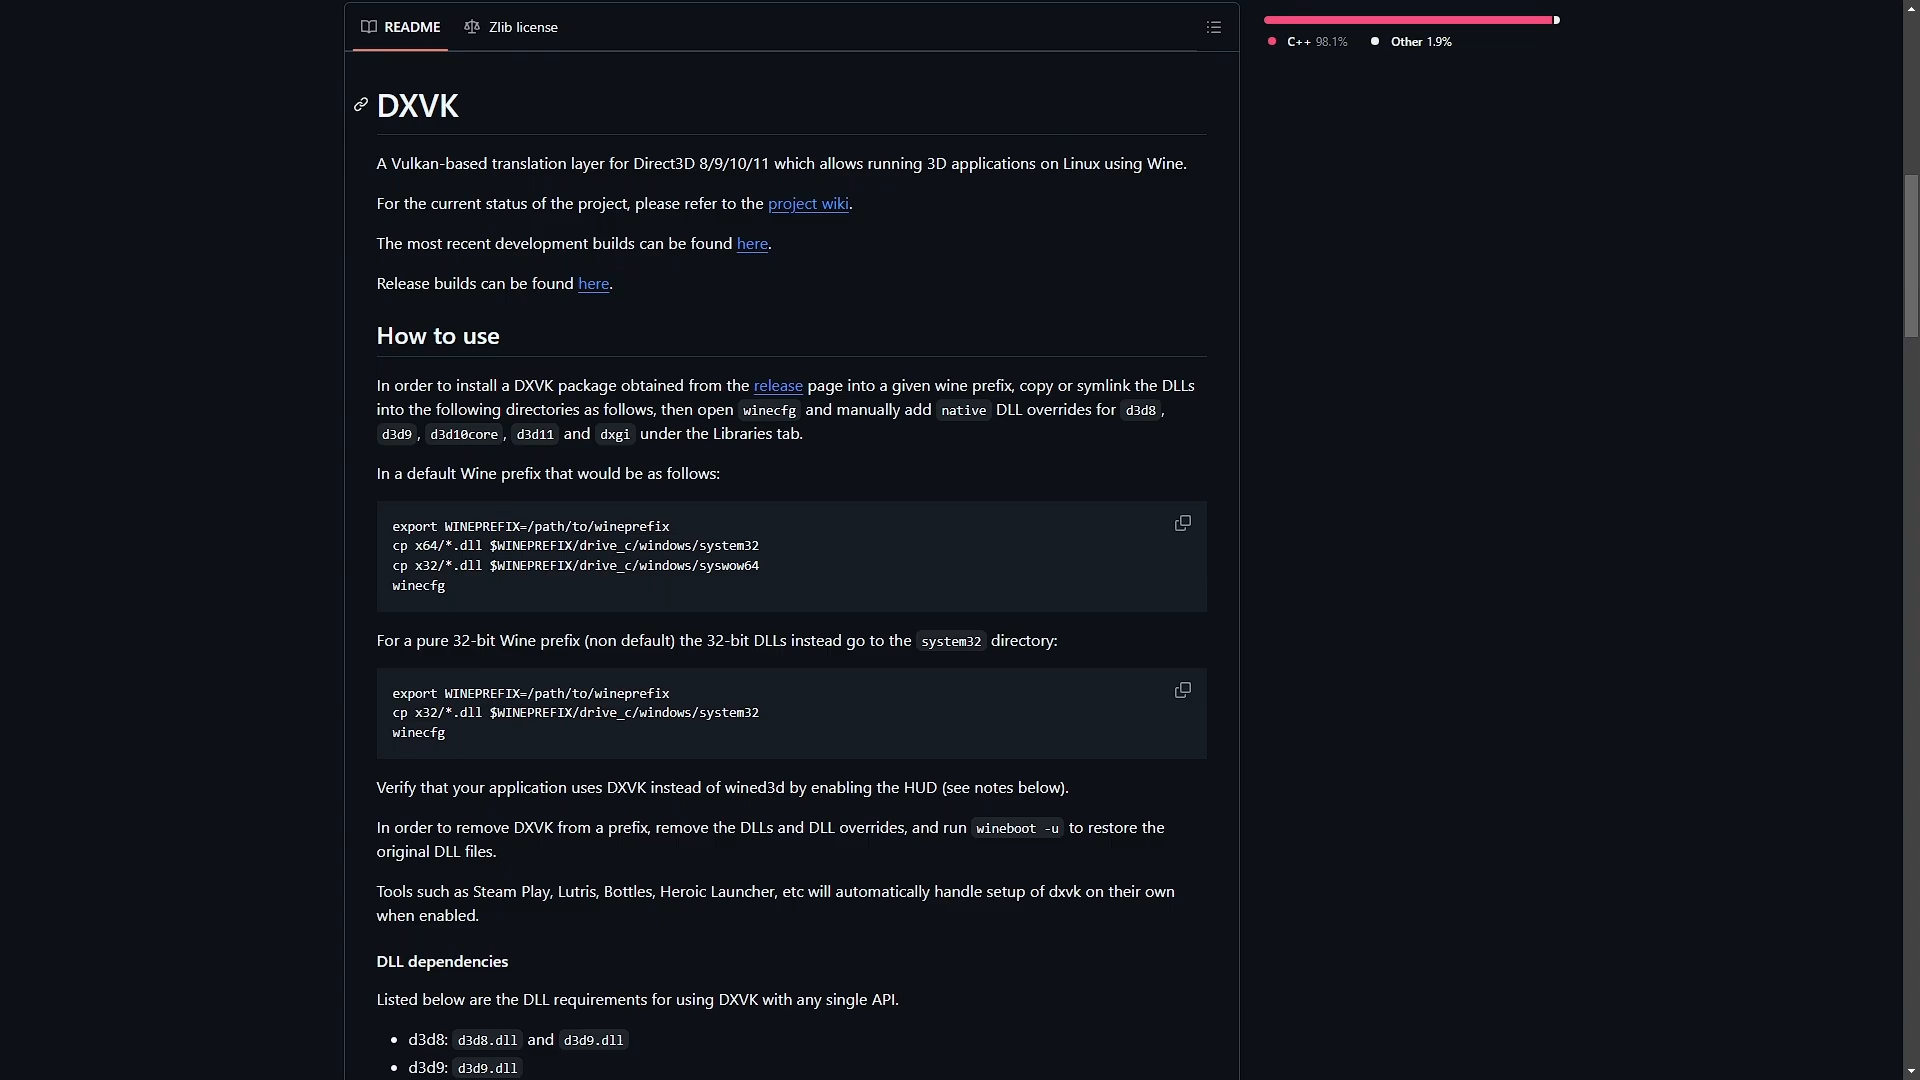 README
Zlib license
C++ 98.1%
Other 1.9%
DXVK
A Vulkan-based translation layer for Direct3D 8/9/10/11 which allows running 3D applications on Linux using Wine.
For the current status of the project, please refer to the project wiki.
The most recent development builds can be found here.
Release builds can be found here.
How to use
In order to install a DXVK package obtained from the release page into a given wine prefix, copy or symlink the DLLs
into the following directories as follows, then open winecfg and manually add native DLL overrides for d3d8,
d3d9, d3d10core, d3d11 and dxgi under the Libraries tab.
In a default Wine prefix that would be as follows:
export WINEPREFIX=/path/to/wineprefix
cp x64/*.dll $WINEPREFIX/drive_c/windows/system32
cp x32/*.dll $WINEPREFIX/drive_c/windows/syswow64
winecfg
For a pure 32-bit Wine prefix (non default) the 32-bit DLLs instead go to the system32 directory:
export WINEPREFIX=/path/to/wineprefix
cp x32/*.dll $WINEPREFIX/drive_c/windows/system32
winecfg
Verify that your application uses DXVK instead of wined3d by enabling the HUD (see notes below).
In order to remove DXVK from a prefix, remove the DLLs and DLL overrides, and run wineboot -u to restore the
original DLL files.
Tools such as Steam Play, Lutris, Bottles, Heroic Launcher, etc will automatically handle setup of dxvk on their own
when enabled.
DLL dependencies
Listed below are the DLL requirements for using DXVK with any single API.
• d3d8: d3d8.dll and d3d9.dll
• d3d9: d3d9.dll